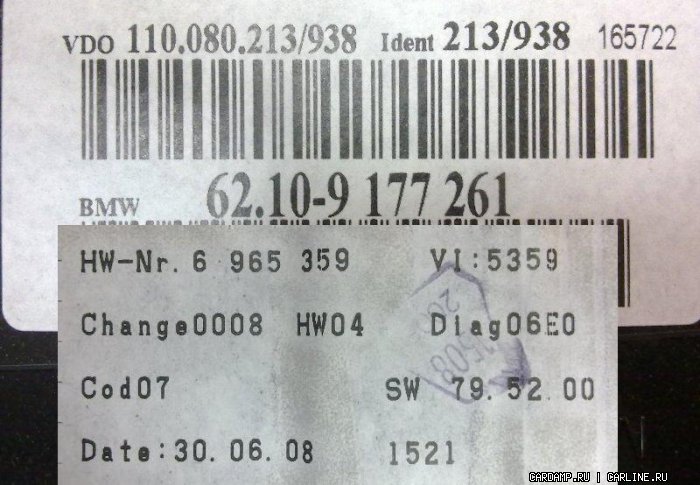 VDO 110.080.213/938 Ident 213/938 165722
BMW 62.10-9 177 261
HW-Nr. 6 965 359 VI:5359
Change0008 HW04 Diag06E0
Cod07 SW 79.52.00
Date:30.06.08 1521
CARDAMP.RU | CARLINE.RU